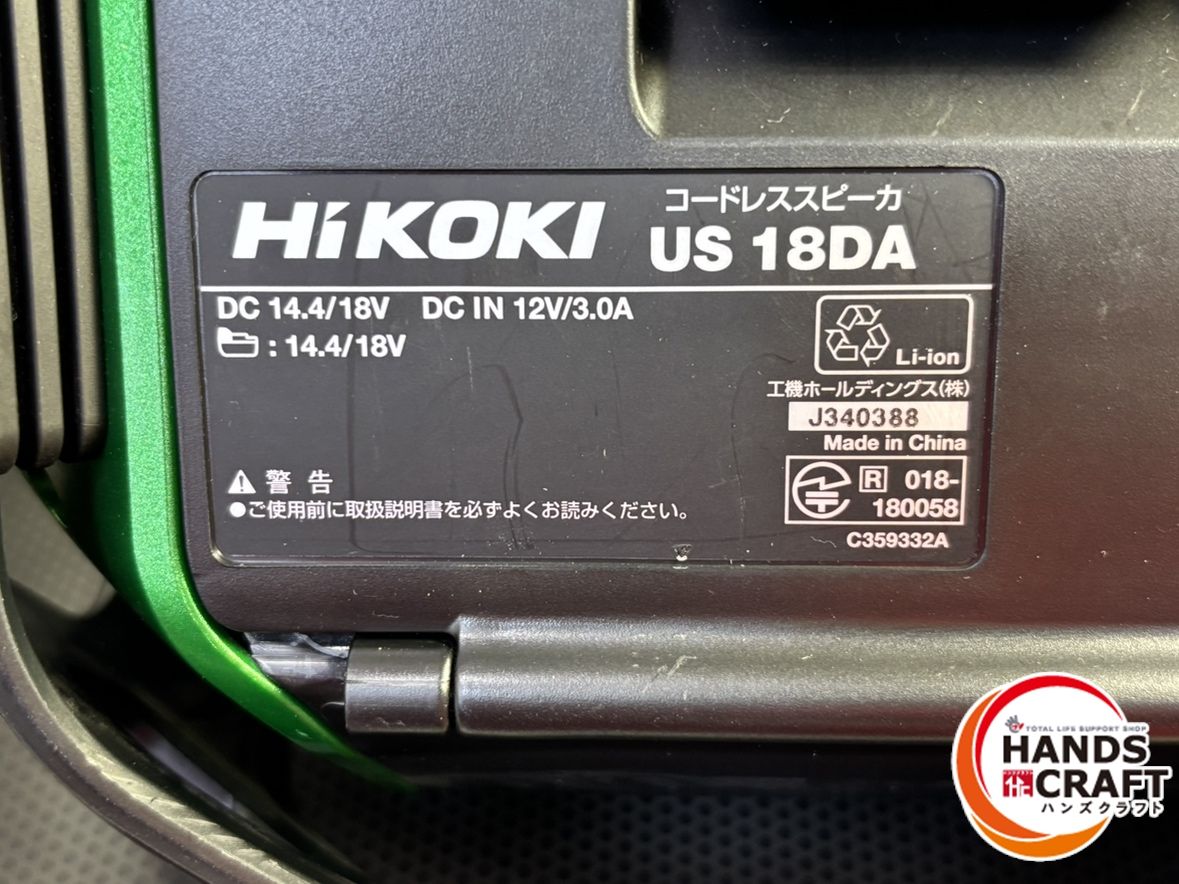 HiKOKI
コードレススピーカ
US 18DA
DC 14.4/18V DC IN 12V/3.0A
: 14.4/18V
Li-ion
工機ホールディングス(株)
J340388
Made in China
R 018-
180058
C359332A
警告
●ご使用前に取扱説明書を必ずよくお読みください。
TOTAL LIFE SUPPORT SHOP
HANDS
CRAFT
ハンズクラフト